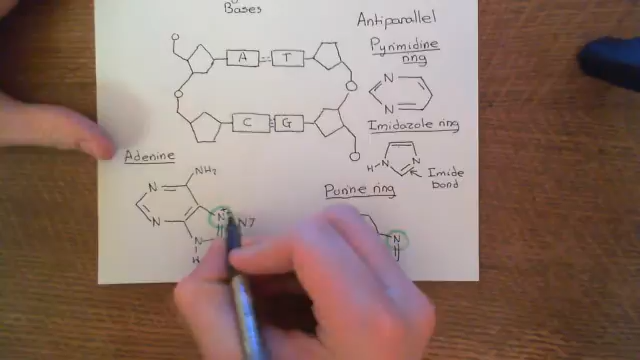 Bases
Antiparallel
Pyrimidine
ring
A
T
C
G
N
N
Imidazole ring
H
N
N
Imide
bond
Adenine
NH₂
N
N
N
N
H
Purine ring
N